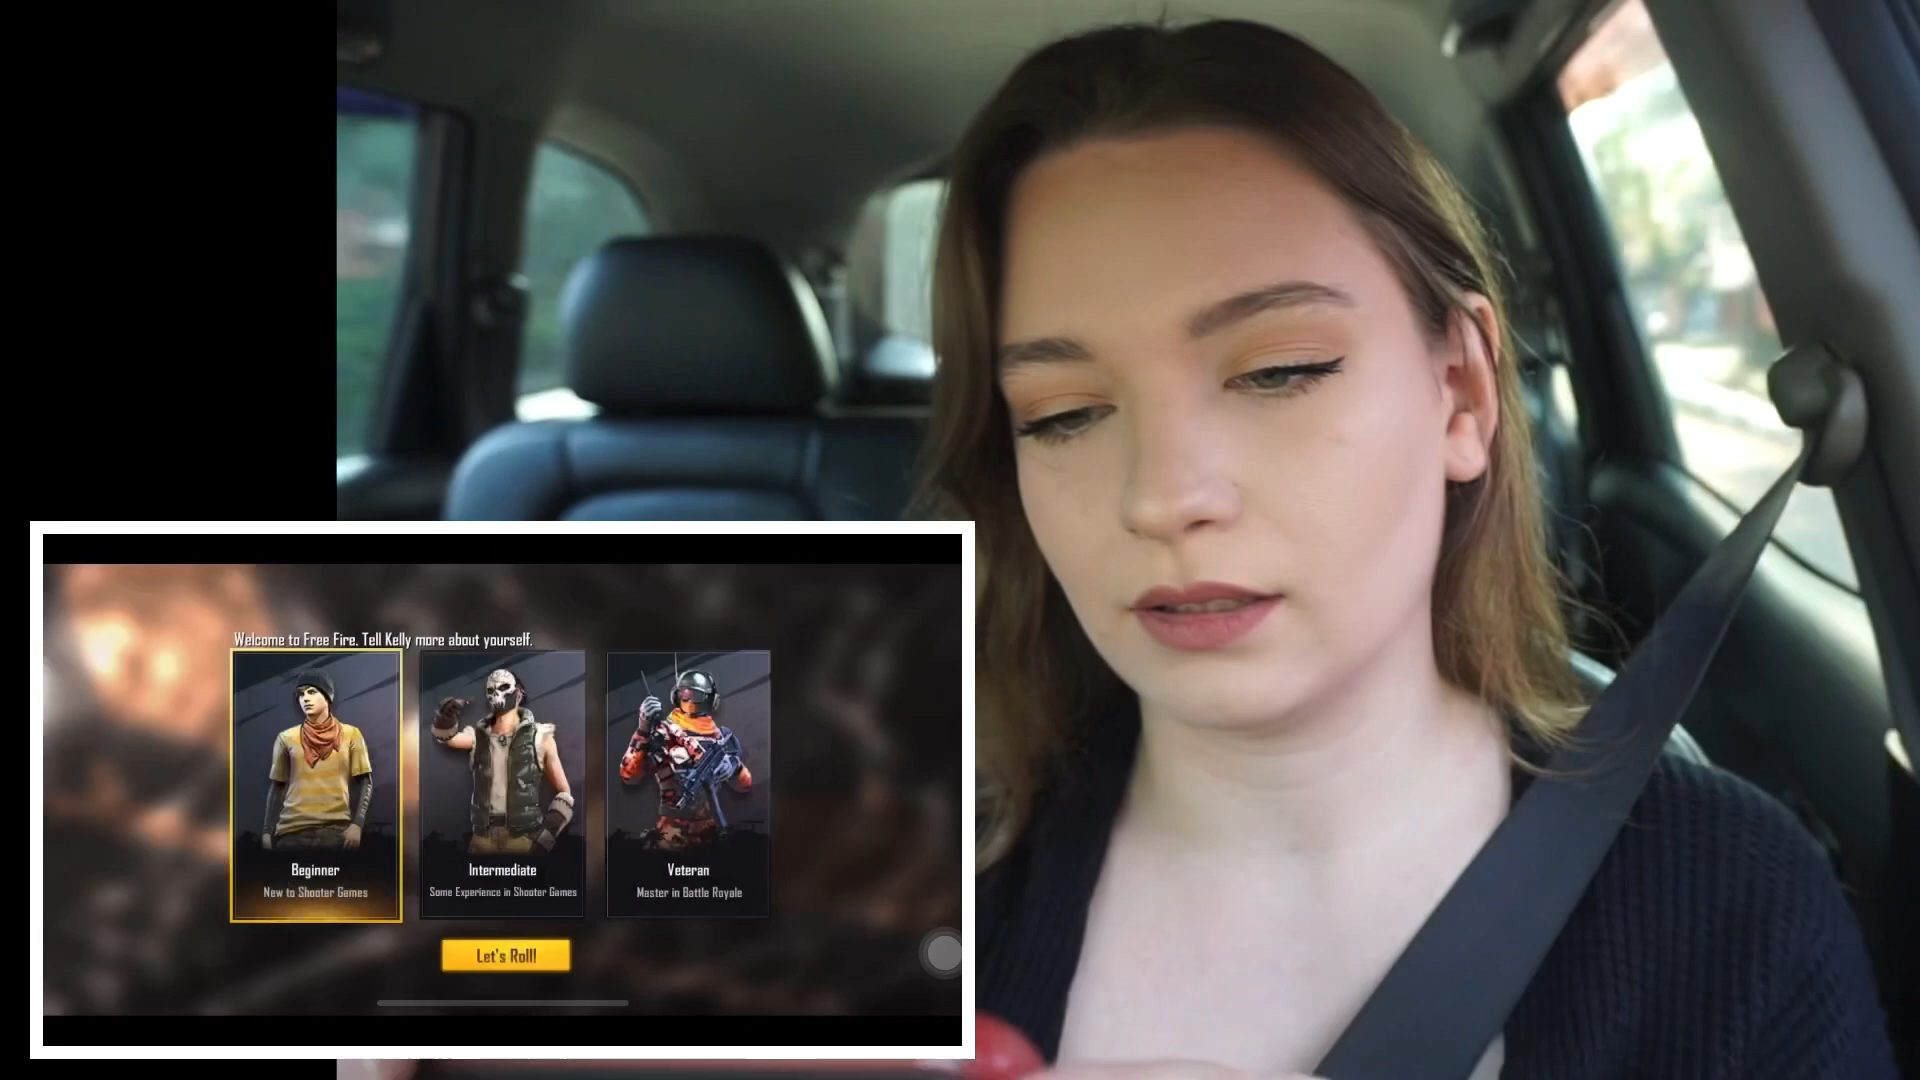 Welcome to Free Fire. Tell Kelly more about yourself.
Beginner
New to Shooter Games
Intermediate
Some Experience in Shooter Games
Veteran
Master in Battle Royale
Let's Roll!